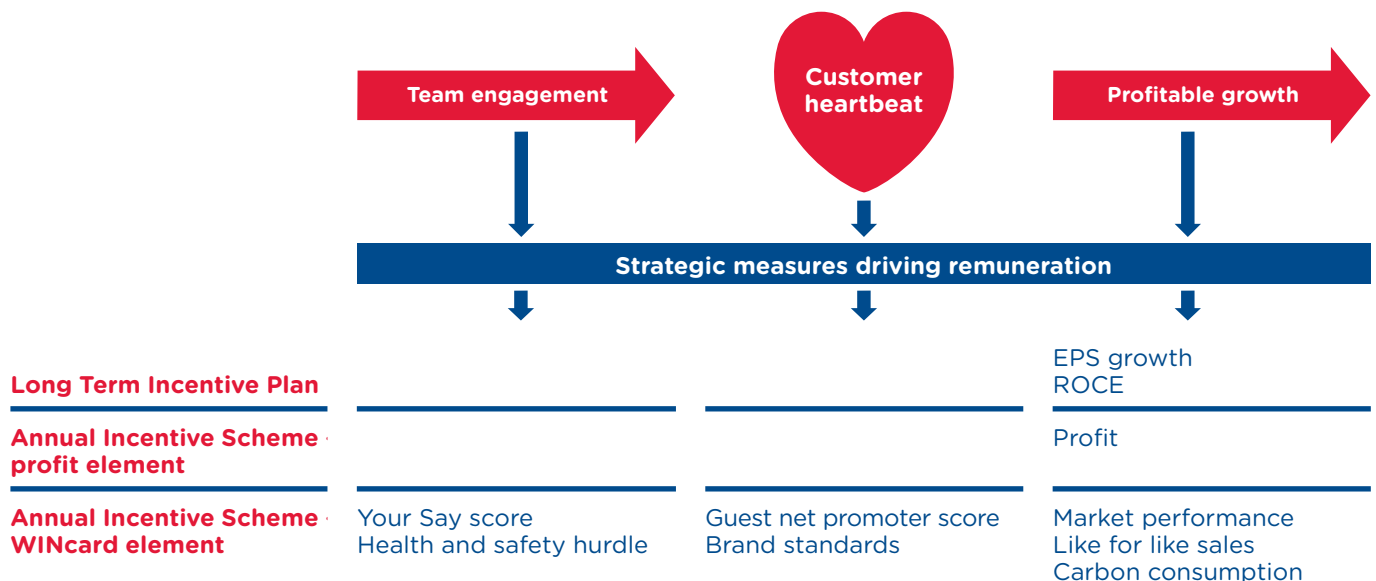 Team engagement
Customer
heartbeat
Profitable growth
Strategic measures driving remuneration
EPS growth
Long Term Incentive Plan
ROCE
Annual Incentive Scheme -
profit element
Profit
Annual Incentive Scheme -
WINcard element
Your Say score
Health and safety hurdle
Guest net promoter score
Brand standards
Market performance
Like for like sales
Carbon consumption